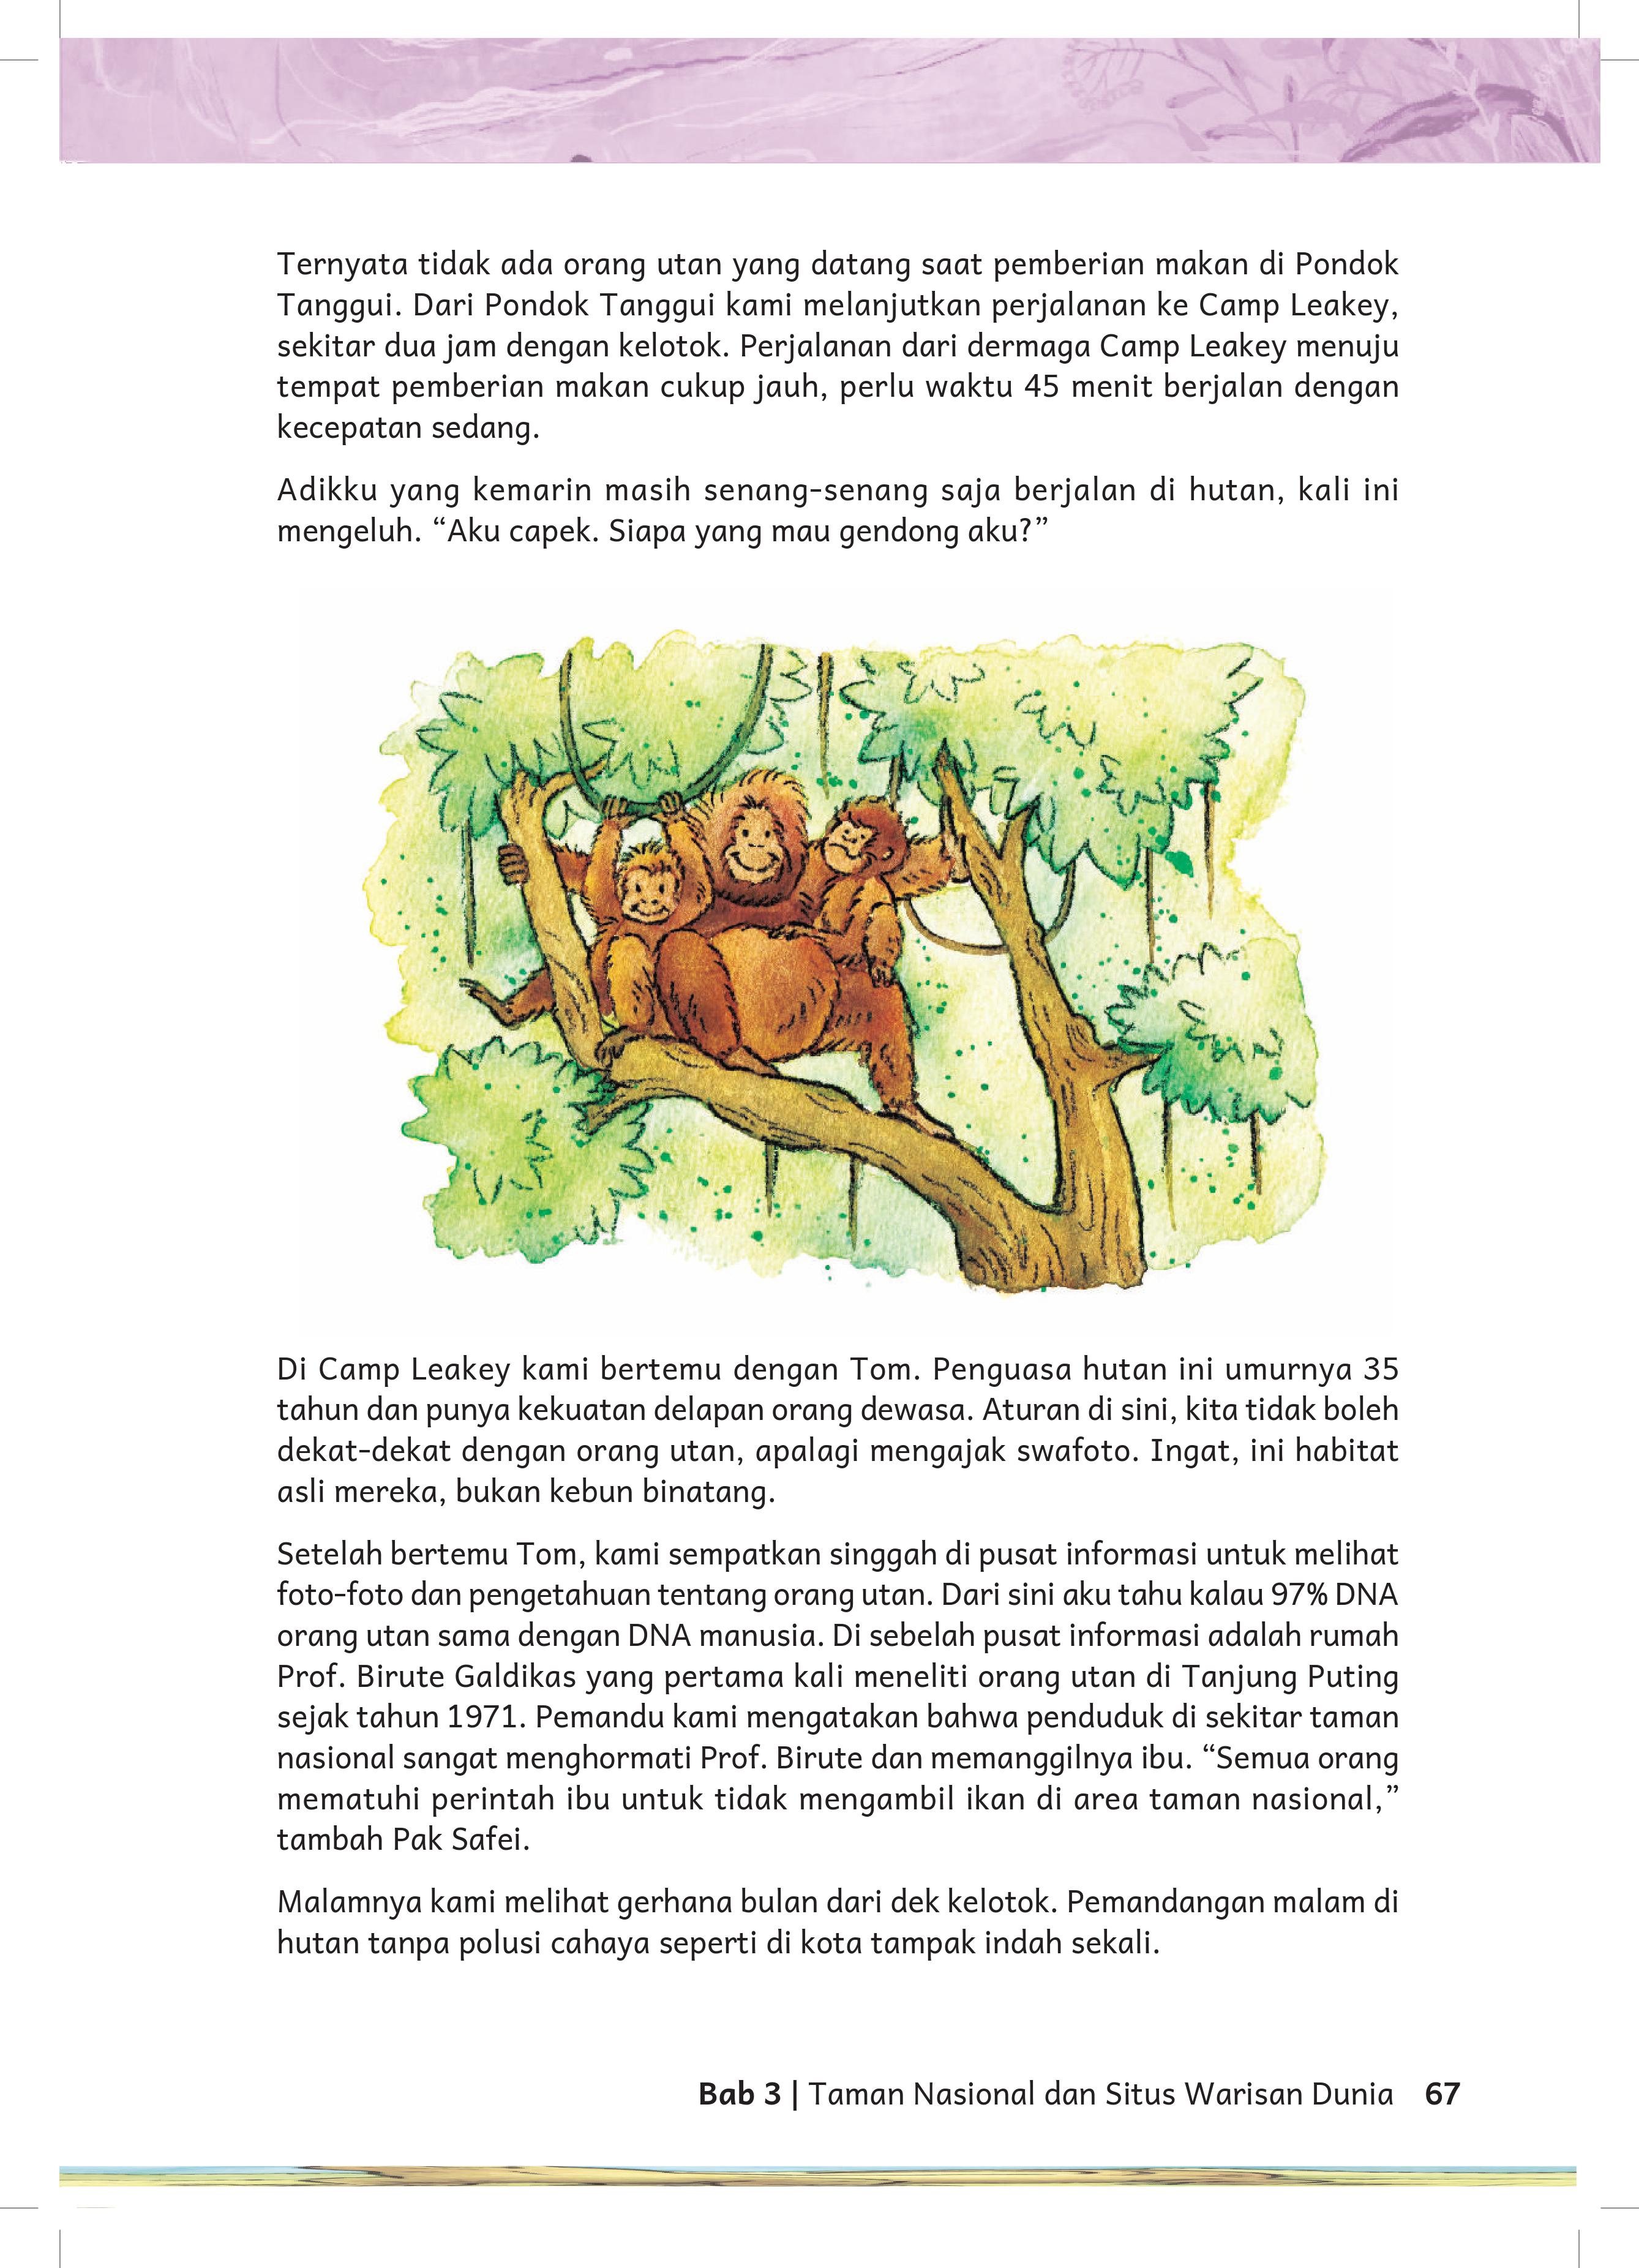 Ternyata tidak ada orang utan yang datang saat pemberian makan di Pondok
Tanggui. Dari Pondok Tanggui kami melanjutkan perjalanan ke Camp Leakey,
sekitar dua jam dengan kelotok. Perjalanan dari dermaga Camp Leakey menuju
tempat pemberian makan cukup jauh, perlu waktu 45 menit berjalan dengan
kecepatan sedang.
Adikku yang kemarin masih senang-senang saja berjalan di hutan, kali ini
mengeluh. “Aku capek. Siapa yang mau gendong aku?”
Di Camp Leakey kami bertemu dengan Tom. Penguasa hutan ini umurnya 35
tahun dan punya kekuatan delapan orang dewasa. Aturan di sini, kita tidak boleh
dekat-dekat dengan orang utan, apalagi mengajak swafoto. Ingat, ini habitat
asli mereka, bukan kebun binatang.
Setelah bertemu Tom, kami sempatkan singgah di pusat informasi untuk melihat
foto-foto dan pengetahuan tentang orang utan. Dari sini aku tahu kalau 97% DNA
orang utan sama dengan DNA manusia. Di sebelah pusat informasi adalah rumah
Prof. Birute Galdikas yang pertama kali meneliti orang utan di Tanjung Puting
sejak tahun 1971. Pemandu kami mengatakan bahwa penduduk di sekitar taman
nasional sangat menghormati Prof. Birute dan memanggilnya ibu. “Semua orang
mematuhi perintah ibu untuk tidak mengambil ikan di area taman nasional,”
tambah Pak Safei.
Malamnya kami melihat gerhana bulan dari dek kelotok. Pemandangan malam di
hutan tanpa polusi cahaya seperti di kota tampak indah sekali.
Bab 3 | Taman Nasional dan Situs Warisan Dunia 67